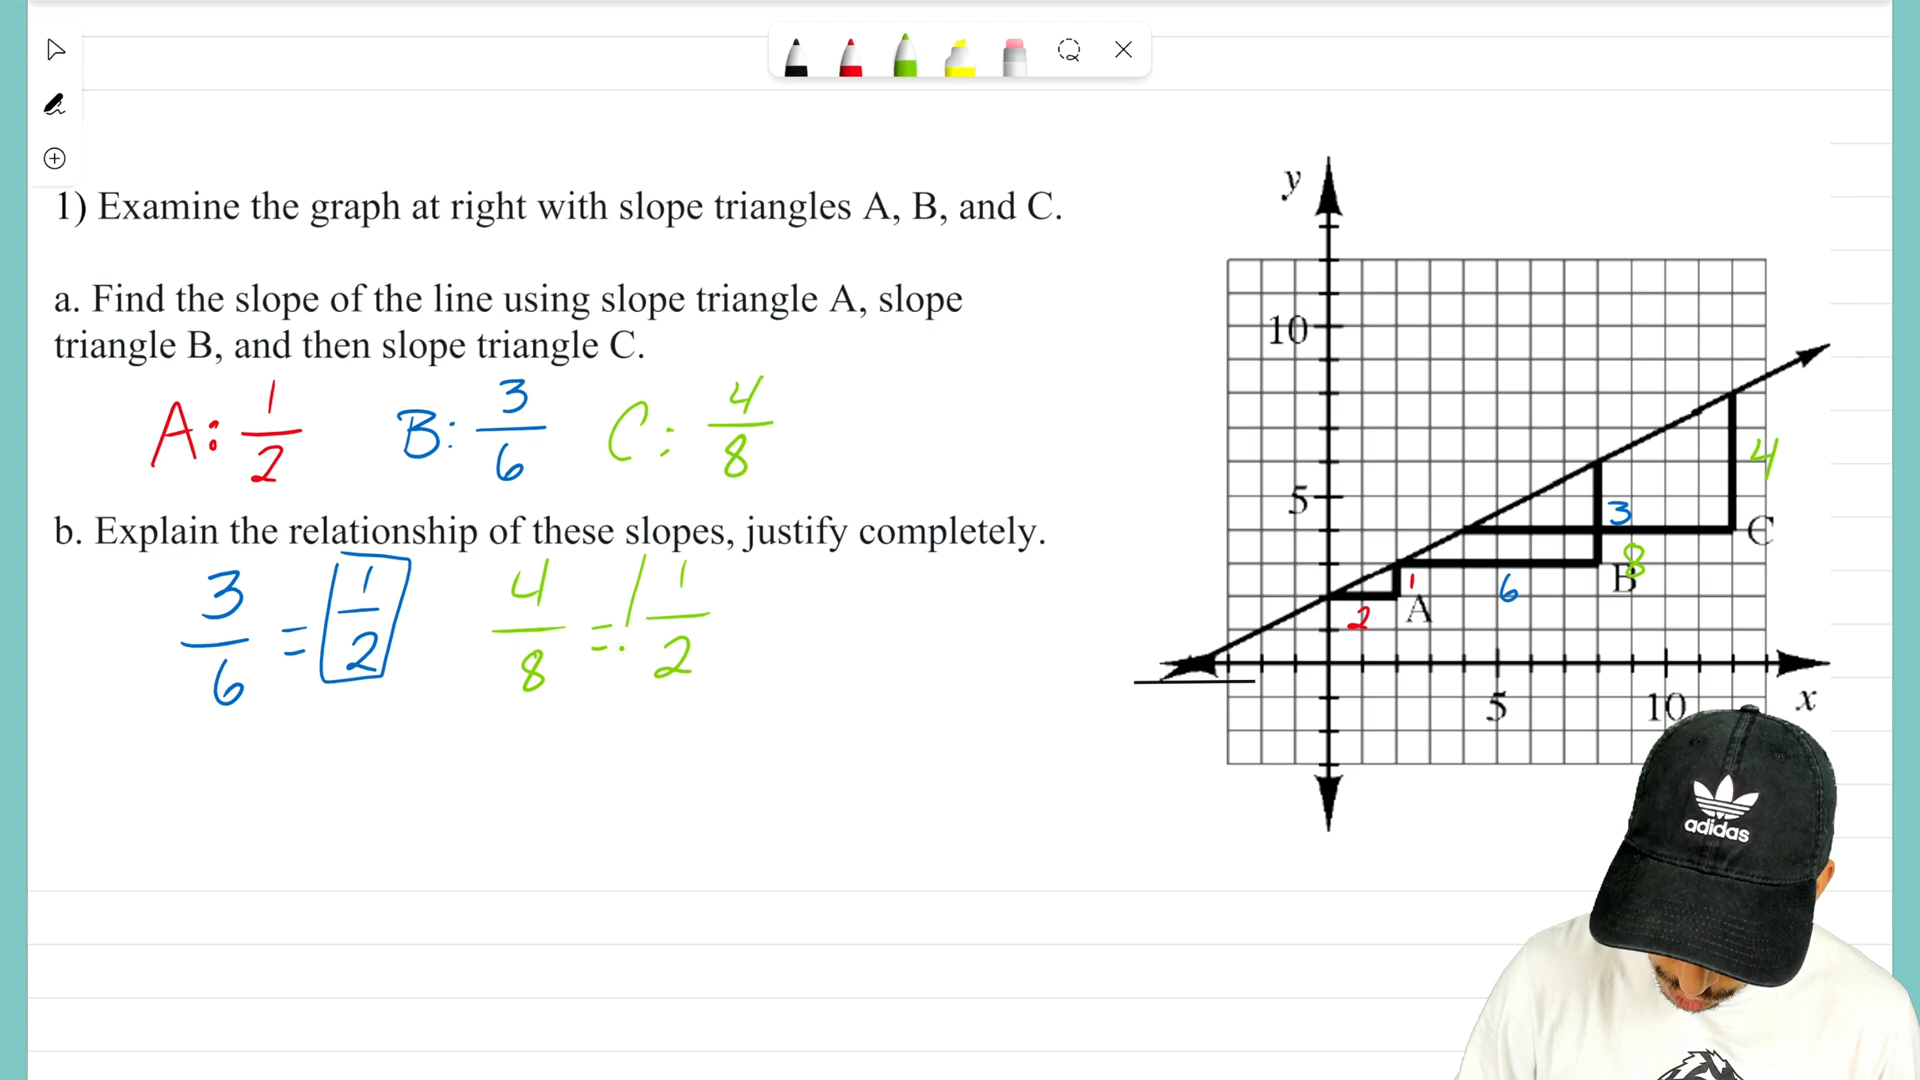 1) Examine the graph at right with slope triangles A, B, and C.
a. Find the slope of the line using slope triangle A, slope
triangle B, and then slope triangle C.
A: 1/2 B: 3/6 C: 4/8
b. Explain the relationship of these slopes, justify completely.
3/6 = 1/2 4/8 = 1/2
y
10
5
4
3
C
8
B
1
6
A
2
5
10
x
adidas